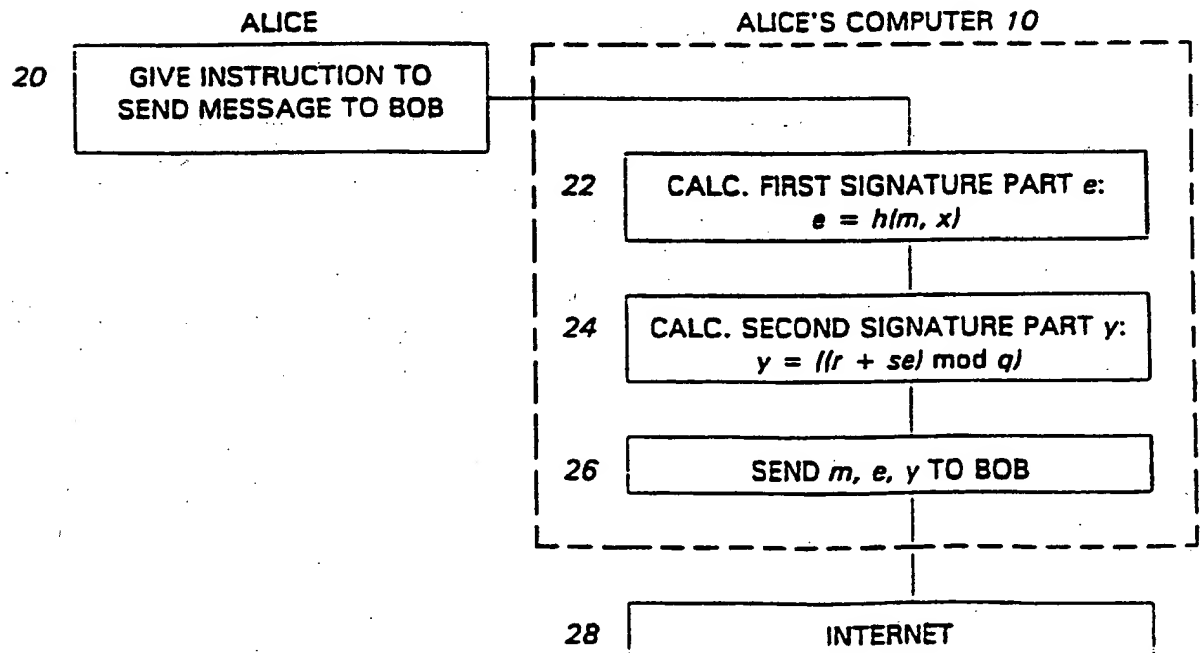 ALICE
ALICE'S COMPUTER 10
20
GIVE INSTRUCTION TO
SEND MESSAGE TO BOB
22
CALC. FIRST SIGNATURE PART e:
e = h(m, x)
24
CALC. SECOND SIGNATURE PART y:
y = ((r + se) mod q)
26
SEND m, e, y TO BOB
28
INTERNET